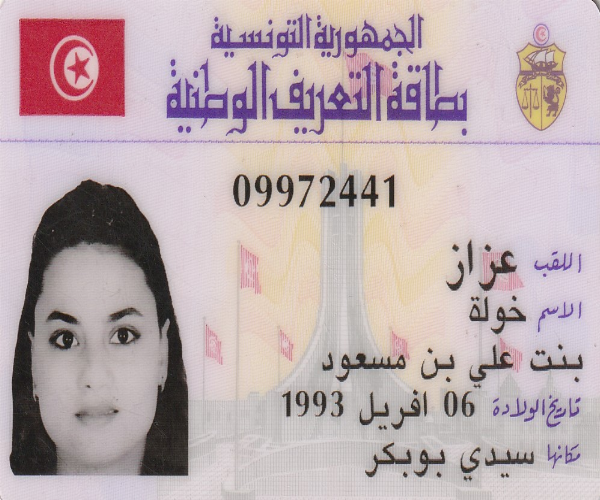 الجمهورية التونسية
بطاقة التعريف الوطنية
09972441
اللقب عزاز
الاسم خولة
بنت علي بن مسعود
تاريخ الولادة 06 افريل 1993
مكانها سيدي بوبكر